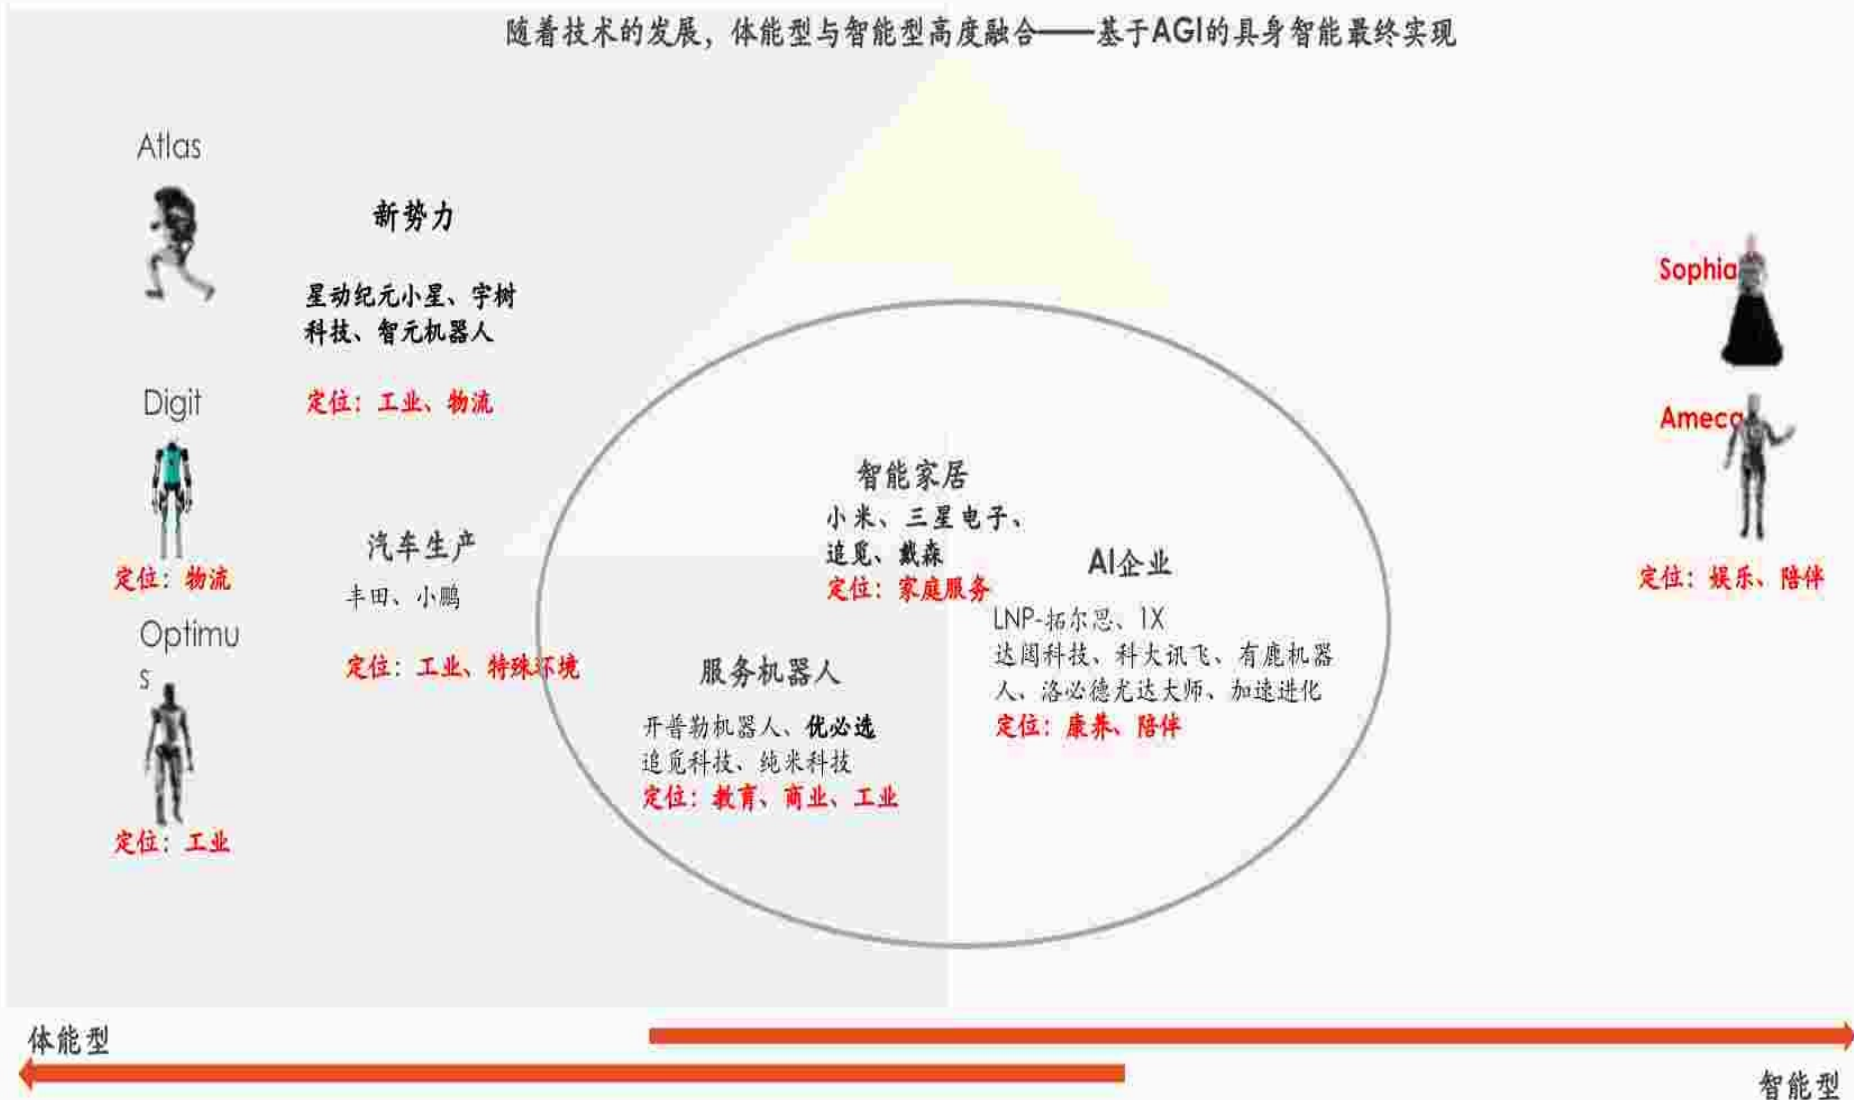 随着技术的发展，体能型与智能型高度融合——基于AGI的具身智能最终实现
Atlas
新势力
星动纪元小星、宇树
科技、智元机器人
定位：工业、物流
Digit
定位：物流
汽车生产
丰田、小鹏
定位：工业、特殊环境
Optimu
s
定位：工业
智能家居
小米、三星电子、
追觅、戴森
定位：家庭服务
AI企业
LNP-拓尔思、1X
达闼科技、科大讯飞、有鹿机器
人、洛必德尤达大师、加速进化
定位：康养、陪伴
服务机器人
开普勒机器人、优必选
追觅科技、纯米科技
定位：教育、商业、工业
Sophia
Ameca
定位：娱乐、陪伴
体能型
智能型